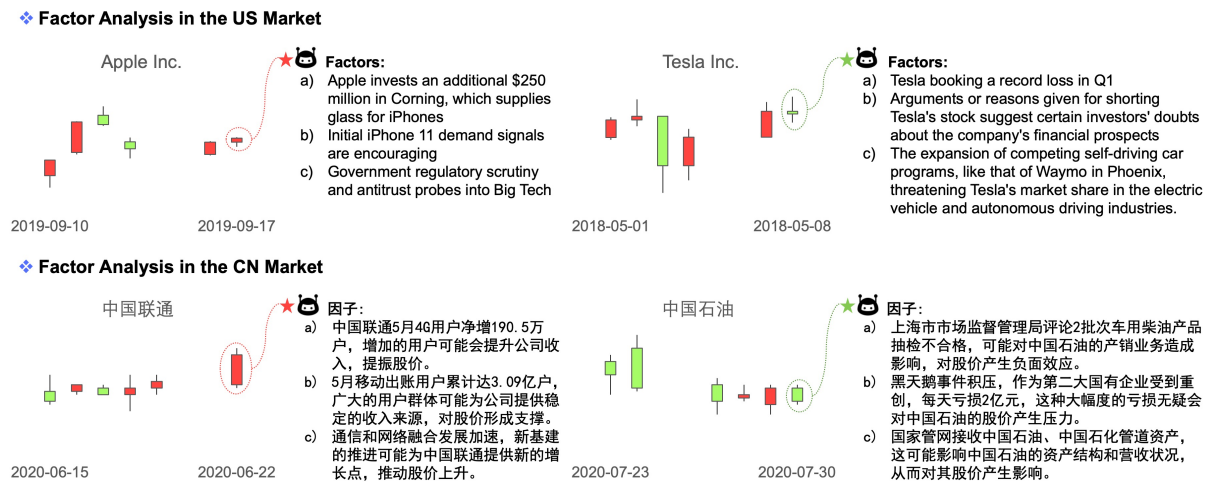 ❖ Factor Analysis in the US Market
Apple Inc.
Factors:
a) Apple invests an additional $250
million in Corning, which supplies
glass for iPhones
b) Initial iPhone 11 demand signals
are encouraging
c) Government regulatory scrutiny
and antitrust probes into Big Tech
2019-09-10
2019-09-17
Tesla Inc.
Factors:
a) Tesla booking a record loss in Q1
b) Arguments or reasons given for shorting
Tesla's stock suggest certain investors' doubts
about the company's financial prospects
c) The expansion of competing self-driving car
programs, like that of Waymo in Phoenix,
threatening Tesla's market share in the electric
vehicle and autonomous driving industries.
2018-05-01
2018-05-08
❖ Factor Analysis in the CN Market
中国联通
因子：
a) 中国联通5月4G用户净增190.5万
户，增加的用户可能会提升公司收
入，提振股价。
b) 5月移动出账用户累计达3.09亿户，
广大的用户群体可能为公司提供稳
定的收入来源，对股价形成支撑。
c) 通信和网络融合发展加速，新基建
的推进可能为中国联通提供新的增
长点，推动股价上升。
2020-06-15
2020-06-22
中国石油
因子：
a) 上海市市场监督管理局评论2批次车用柴油产品
抽检不合格，可能对中国石油的产销业务造成
影响，对股价产生负面效应。
b) 黑天鹅事件积压，作为第二大国有企业受到重
创，每天亏损2亿元，这种大幅度的亏损无疑会
对中国石油的股价产生压力。
c) 国家管网接收中国石油、中国石化管道资产，
这可能影响中国石油的资产结构和营收状况，
从而对其股价产生影响。
2020-07-23
2020-07-30